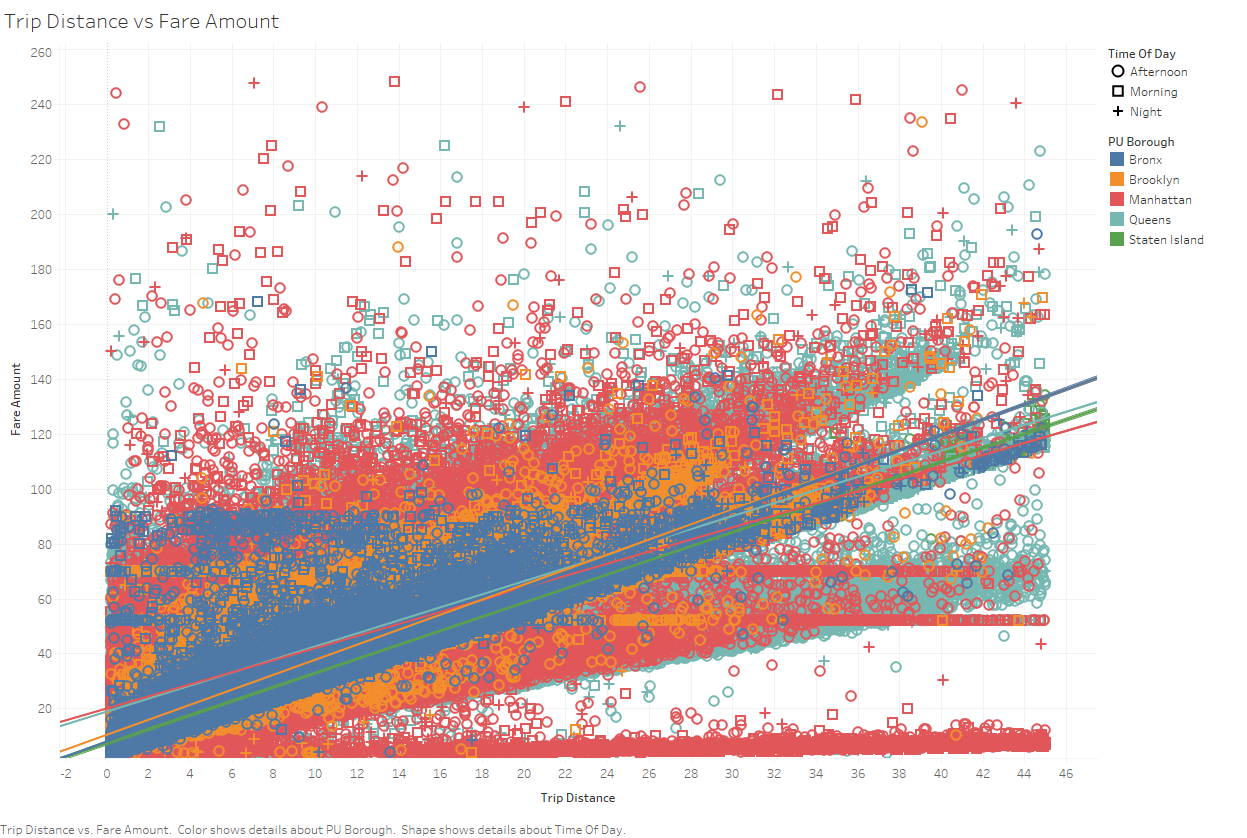 Trip Distance vs Fare Amount
260
240
220
200
180
160
140
120
100
80
60
40
20
Fare Amount
-2 0 2 4 6 8 10 12 14 16 18 20 22 24 26 28 30 32 34 36 38 40 42 44 46
Trip Distance
Time Of Day
Afternoon
Morning
Night
PU Borough
Bronx
Brooklyn
Manhattan
Queens
Staten Island
Trip Distance vs. Fare Amount. Color shows details about PU Borough. Shape shows details about Time Of Day.